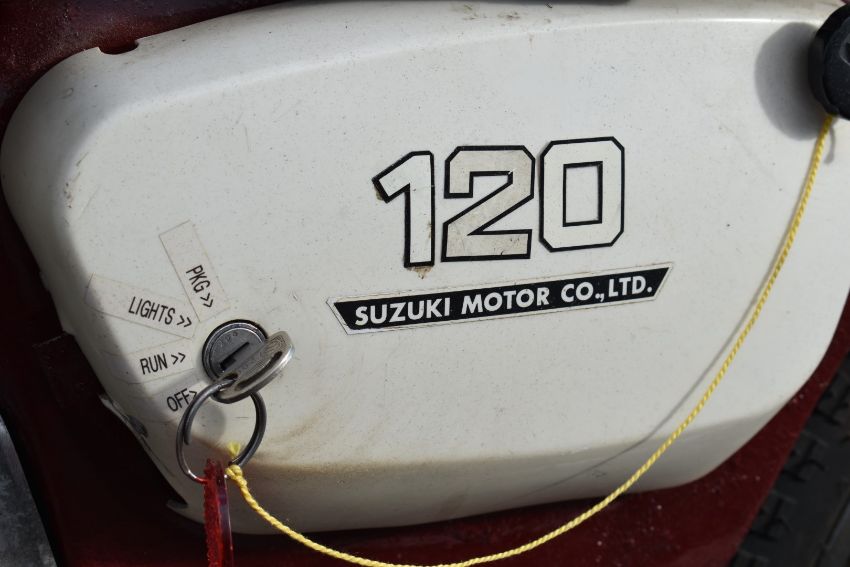 120
SUZUKI MOTOR CO., LTD.
PKG >>
LIGHTS >>
RUN >>
OFF>